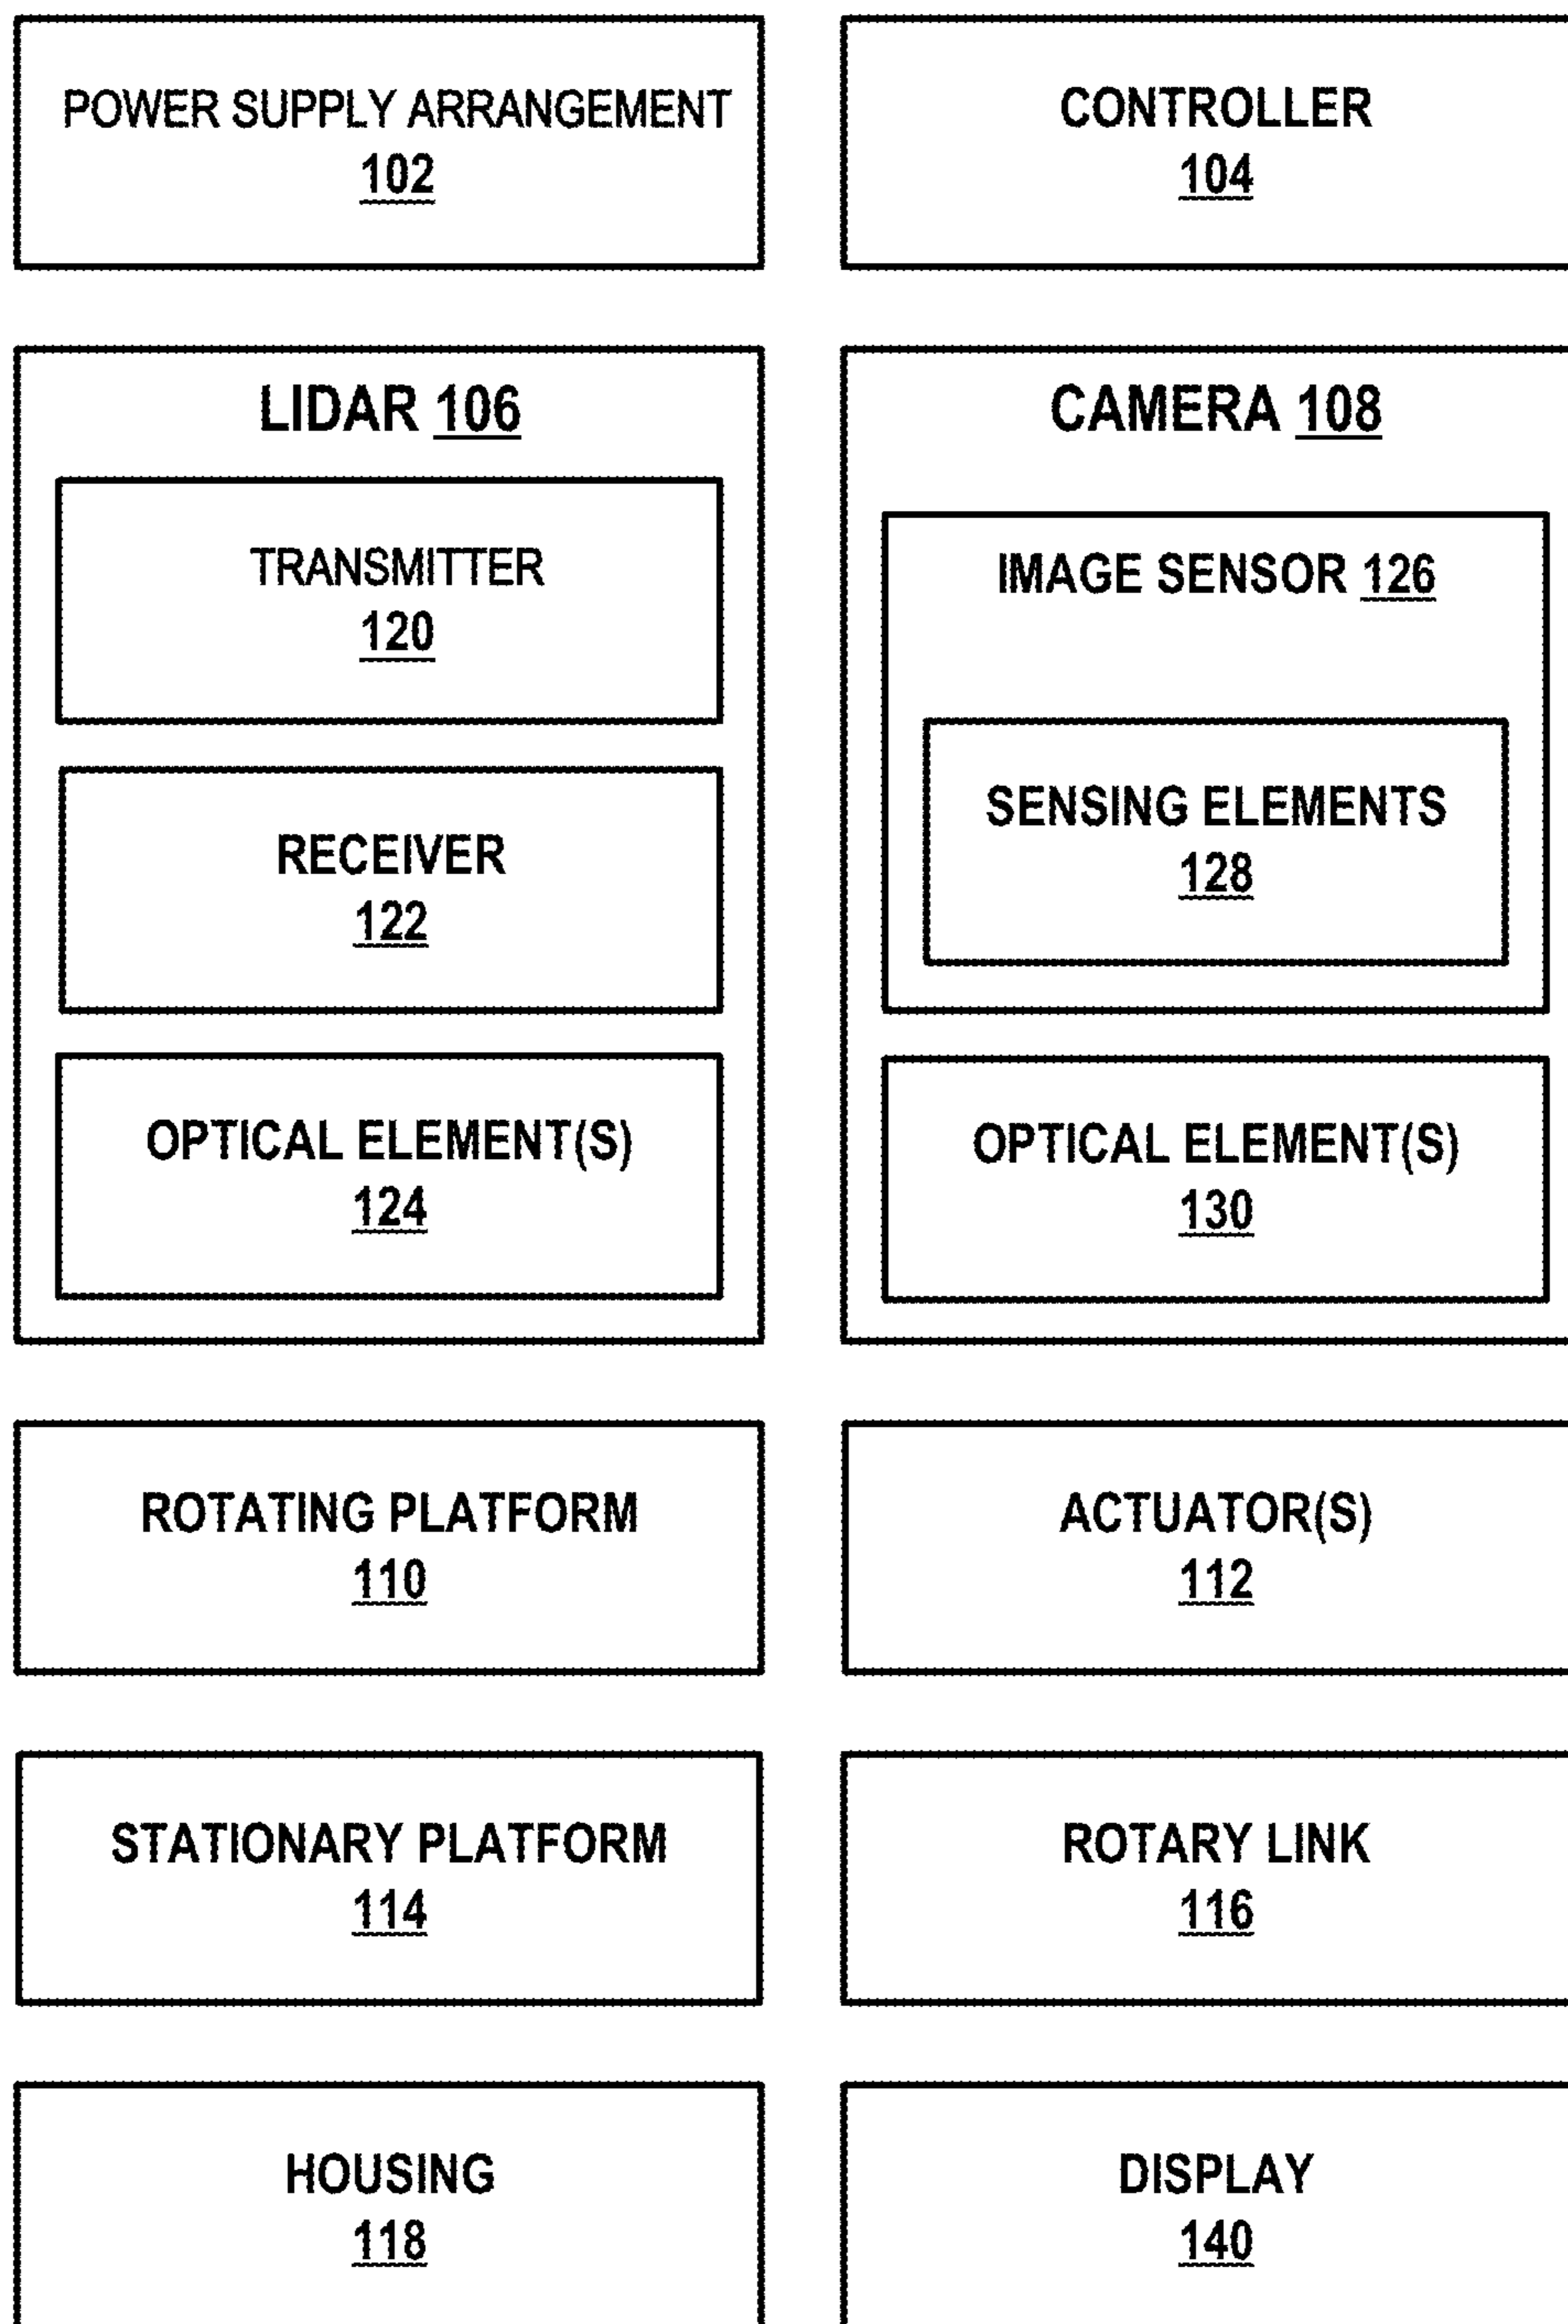 POWER SUPPLY ARRANGEMENT
102
CONTROLLER
104
LIDAR 106
TRANSMITTER
120
RECEIVER
122
OPTICAL ELEMENT(S)
124
CAMERA 108
IMAGE SENSOR 126
SENSING ELEMENTS
128
OPTICAL ELEMENT(S)
130
ROTATING PLATFORM
110
ACTUATOR(S)
112
STATIONARY PLATFORM
114
ROTARY LINK
116
HOUSING
118
DISPLAY
140